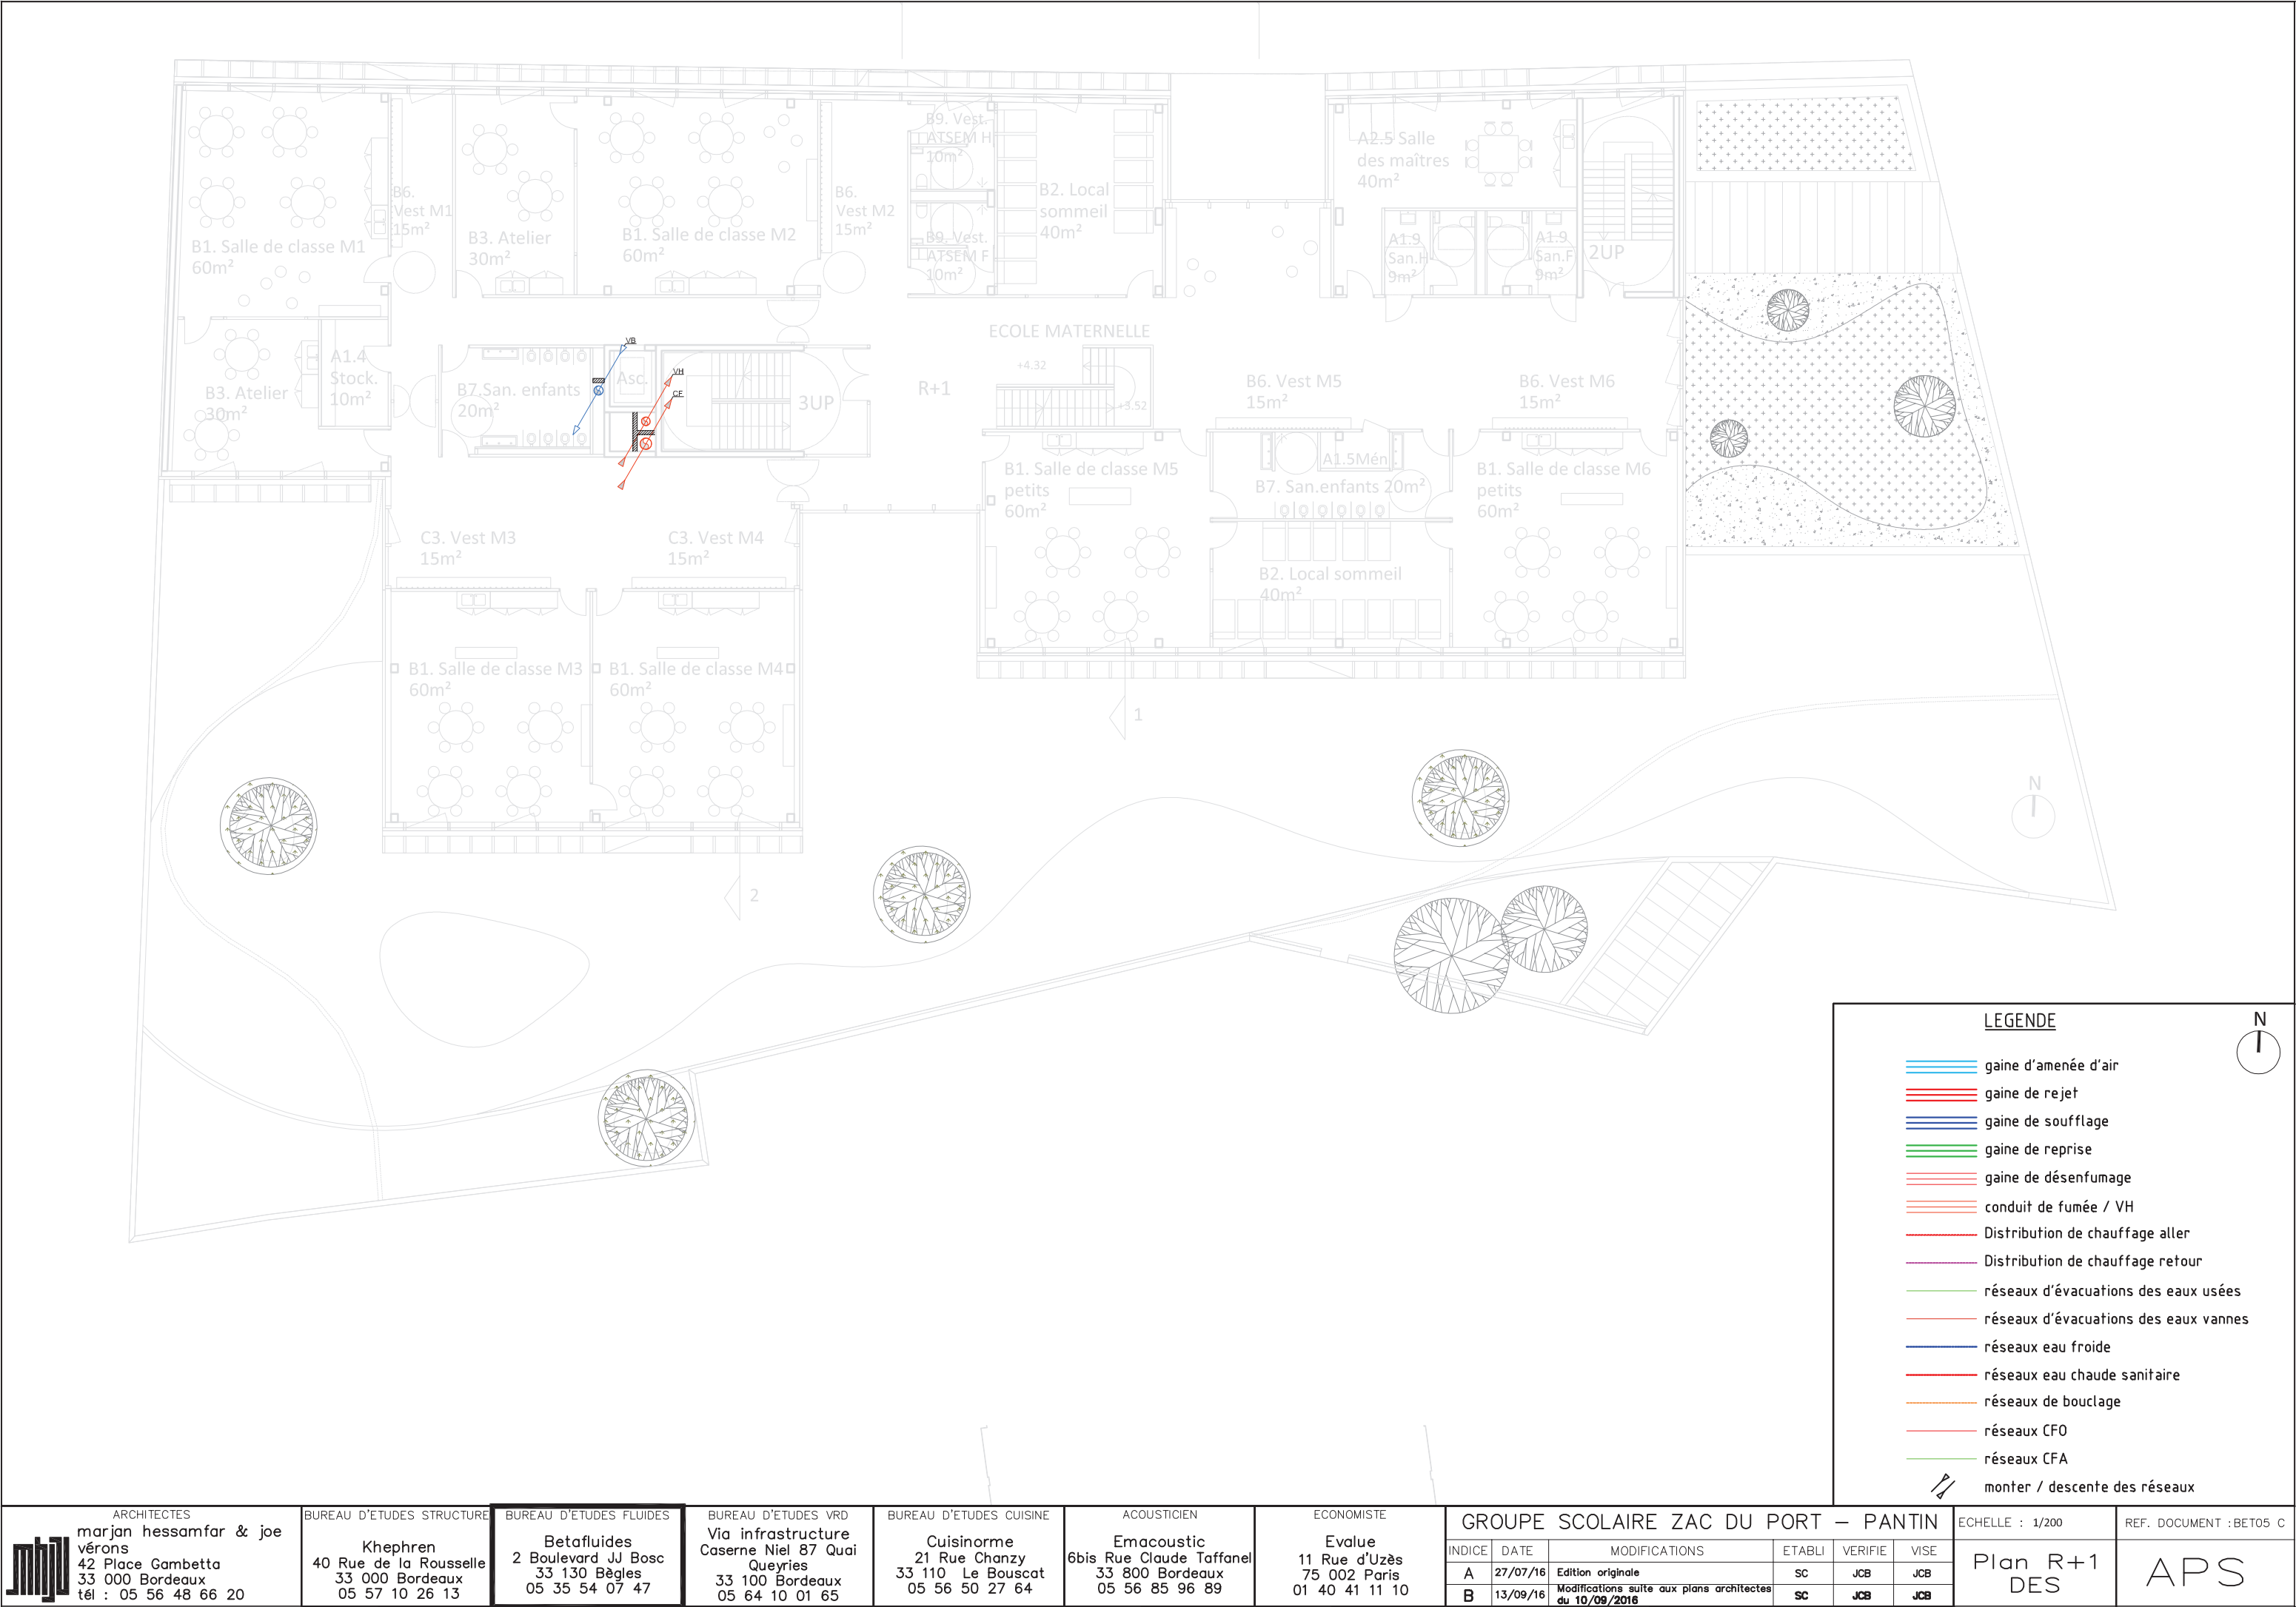 B1. Salle de classe M1
60m²
B6.
Vest M1
15m²
B3. Atelier
30m²
B1. Salle de classe M2
60m²
B6.
Vest M2
15m²
B9. Vest.
ATSEM H
10m²
B9. Vest.
ATSEM F
10m²
B2. Local
sommeil
40m²
A2.5 Salle
des maîtres
40m²
A1.9
San.H
9m²
A1.9
San.F
9m²
2UP
B3. Atelier
30m²
A1.4
Stock.
10m²
B7.San. enfants
20m²
VB
Asc.
VH
CF
3UP
ECOLE MATERNELLE
R+1
+4.32
+3.52
B6. Vest M5
15m²
B6. Vest M6
15m²
B1. Salle de classe M5
petits
60m²
A1.5Mén
B7. San.enfants 20m²
B1. Salle de classe M6
petits
60m²
B2. Local sommeil
40m²
C3. Vest M3
15m²
C3. Vest M4
15m²
B1. Salle de classe M3
60m²
B1. Salle de classe M4
60m²
1
2
N
LEGENDE
N
gaine d'amenée d'air
gaine de rejet
gaine de soufflage
gaine de reprise
gaine de désenfumage
conduit de fumée / VH
Distribution de chauffage aller
Distribution de chauffage retour
réseaux d'évacuations des eaux usées
réseaux d'évacuations des eaux vannes
réseaux eau froide
réseaux eau chaude sanitaire
réseaux de bouclage
réseaux CFO
réseaux CFA
monter / descente des réseaux
ARCHITECTES
marjan hessamfar & joe
vérons
42 Place Gambetta
33 000 Bordeaux
tél : 05 56 48 66 20
BUREAU D'ETUDES STRUCTURE
Khephren
40 Rue de la Rousselle
33 000 Bordeaux
05 57 10 26 13
BUREAU D'ETUDES FLUIDES
Betafluides
2 Boulevard JJ Bosc
33 130 Bègles
05 35 54 07 47
BUREAU D'ETUDES VRD
Via infrastructure
Caserne Niel 87 Quai
Queyries
33 100 Bordeaux
05 64 10 01 65
BUREAU D'ETUDES CUISINE
Cuisinorme
21 Rue Chanzy
33 110 Le Bouscat
05 56 50 27 64
ACOUSTICIEN
Emacoustic
6bis Rue Claude Taffanel
33 800 Bordeaux
05 56 85 96 89
ECONOMISTE
Evalue
11 Rue d'Uzès
75 002 Paris
01 40 41 11 10
GROUPE SCOLAIRE ZAC DU PORT – PANTIN
INDICE DATE MODIFICATIONS ETABLI VERIFIE VISE
A 27/07/16 Edition originale SC JCB JCB
B 13/09/16 Modifications suite aux plans architectes
du 10/09/2016 SC JCB JCB
ECHELLE : 1/200
Plan R+1
DES
REF. DOCUMENT :BET05 C
APS